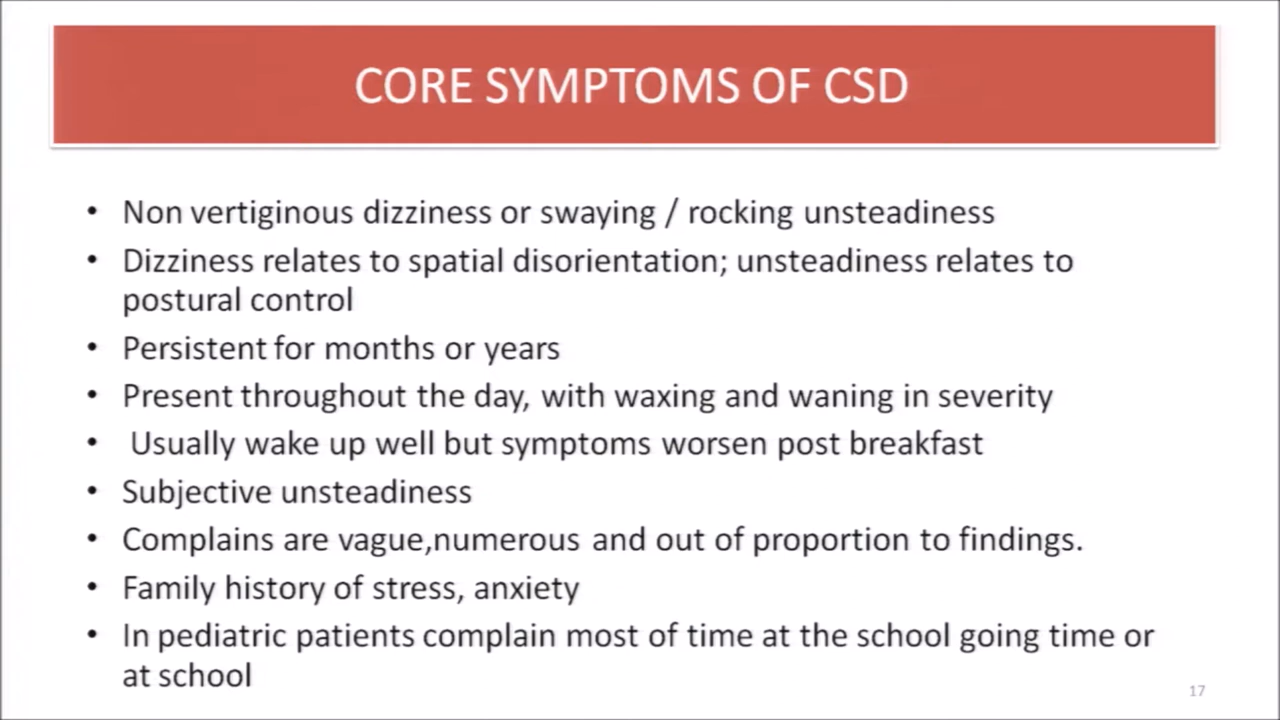 CORE SYMPTOMS OF CSD
• Non vertiginous dizziness or swaying / rocking unsteadiness
• Dizziness relates to spatial disorientation; unsteadiness relates to
postural control
• Persistent for months or years
• Present throughout the day, with waxing and waning in severity
• Usually wake up well but symptoms worsen post breakfast
• Subjective unsteadiness
• Complains are vague,numerous and out of proportion to findings.
• Family history of stress, anxiety
• In pediatric patients complain most of time at the school going time or
at school
17